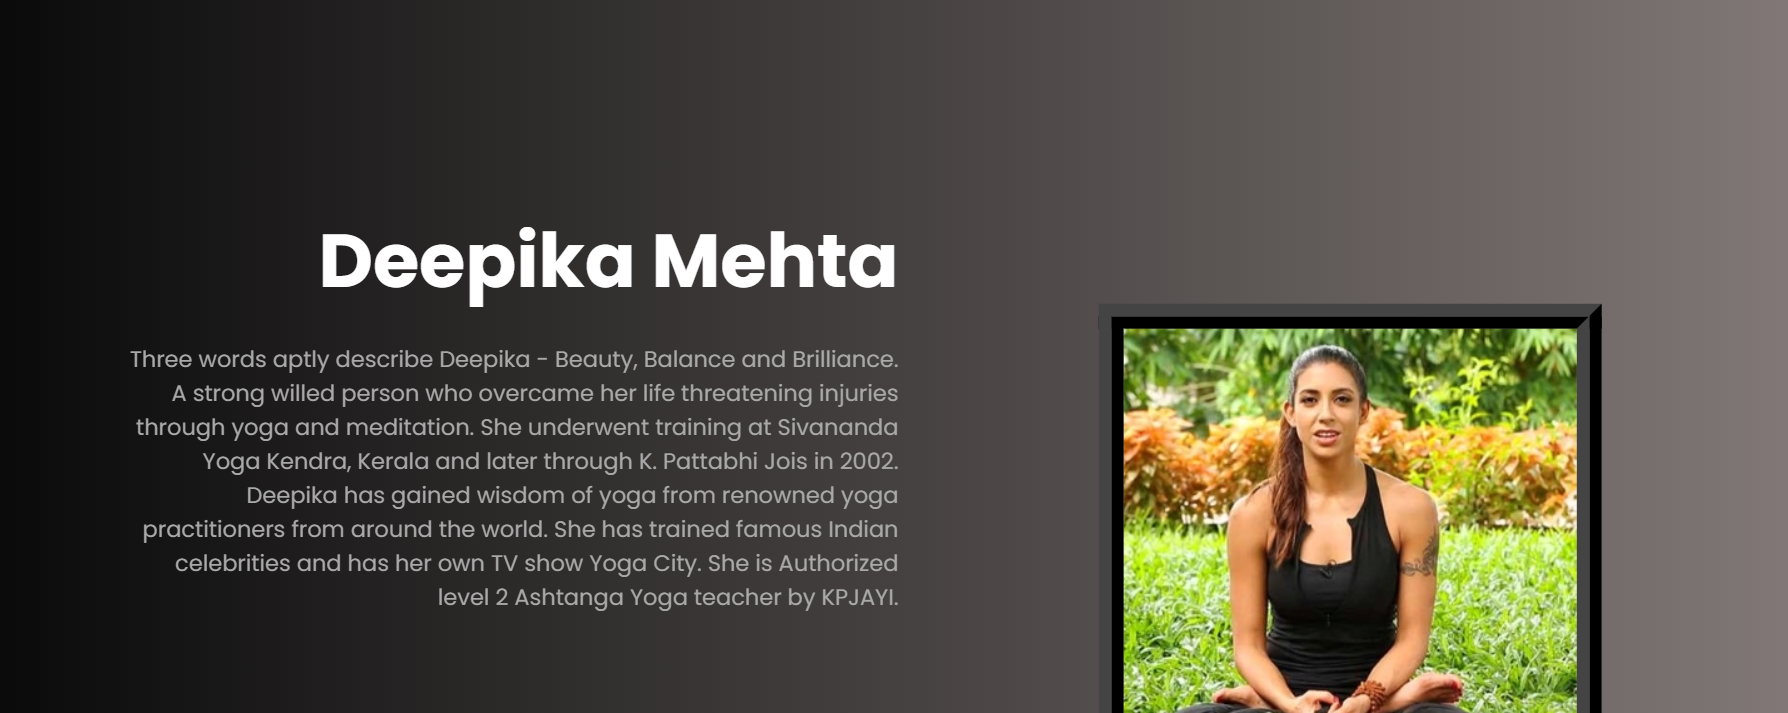 Deepika Mehta
Three words aptly describe Deepika - Beauty, Balance and Brilliance.
A strong willed person who overcame her life threatening injuries
through yoga and meditation. She underwent training at Sivananda
Yoga Kendra, Kerala and later through K. Pattabhi Jois in 2002.
Deepika has gained wisdom of yoga from renowned yoga
practitioners from around the world. She has trained famous Indian
celebrities and has her own TV show Yoga City. She is Authorized
level 2 Ashtanga Yoga teacher by KPJAYI.